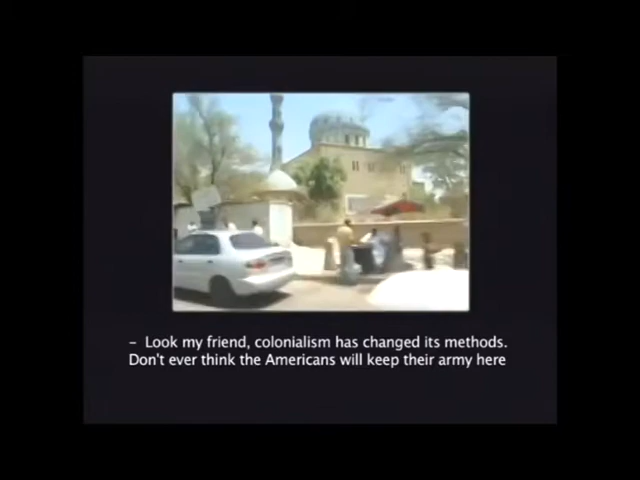 - Look my friend, colonialism has changed its methods.
Don't ever think the Americans will keep their army here